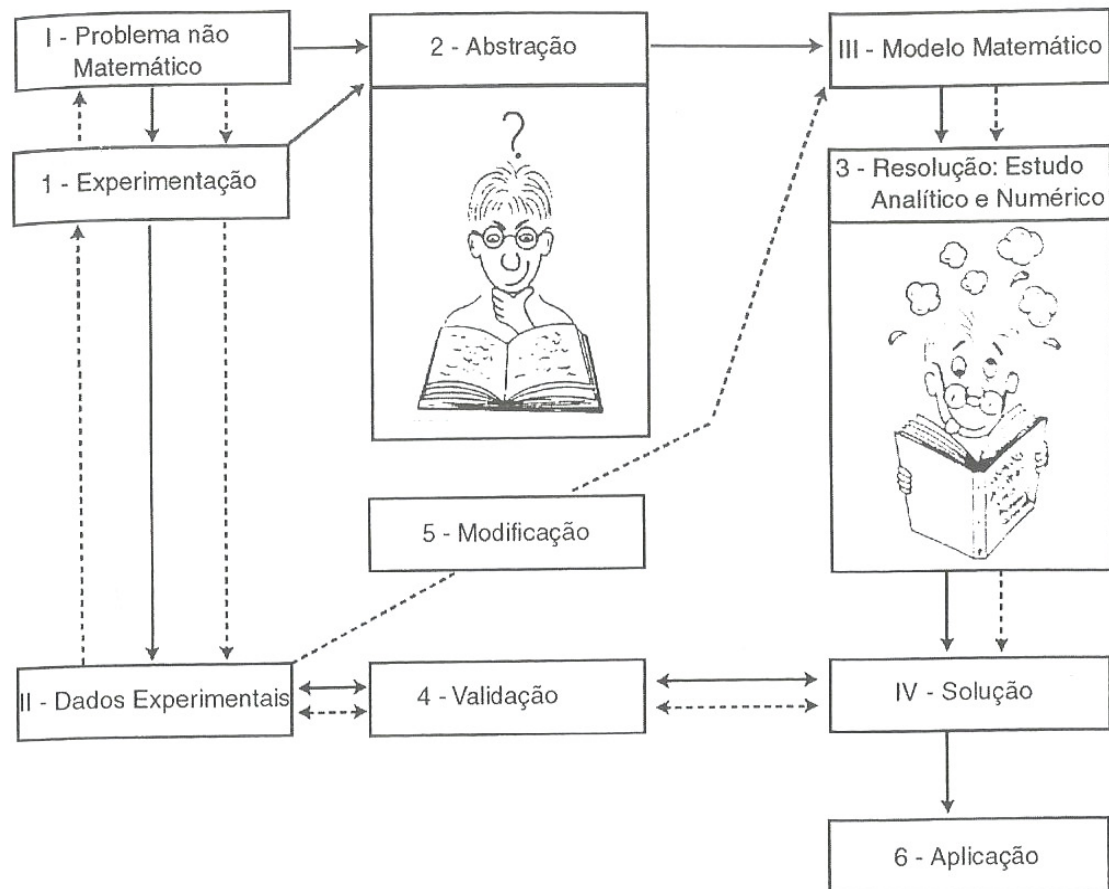 I - Problema não
Matemático
2 - Abstração
III - Modelo Matemático
?
1 - Experimentação
3 - Resolução: Estudo
Analítico e Numérico
5 - Modificação
II - Dados Experimentais
4 - Validação
IV - Solução
6 - Aplicação